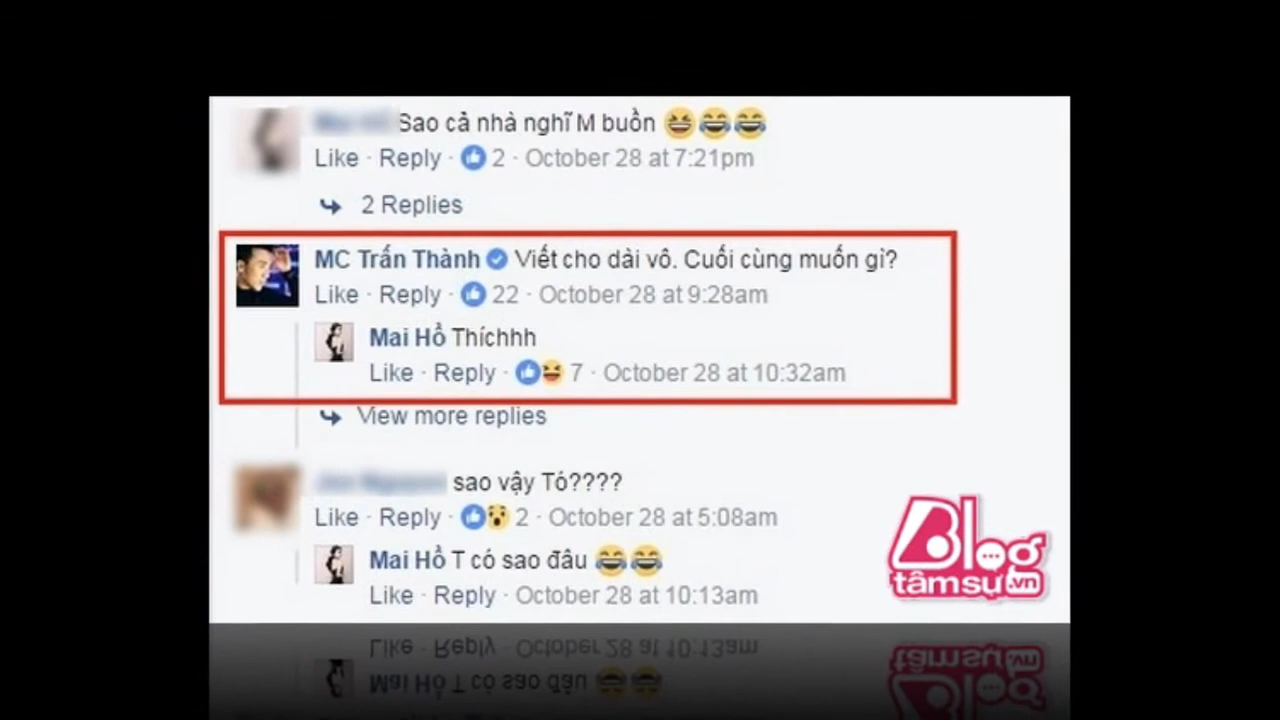 Sao cả nhà nghĩ M buồn 😆😂😂
Like · Reply · 2 · October 28 at 7:21pm
2 Replies
MC Trấn Thành Viết cho dài vô. Cuối cùng muốn gì?
Like · Reply · 22 · October 28 at 9:28am
Mai Hồ Thíchhh
Like · Reply · 7 · October 28 at 10:32am
View more replies
sao vậy Tó????
Like · Reply · 2 · October 28 at 5:08am
Mai Hồ T có sao đâu 😂😂
Like · Reply · October 28 at 10:13am
Blog
tâmsự.vn